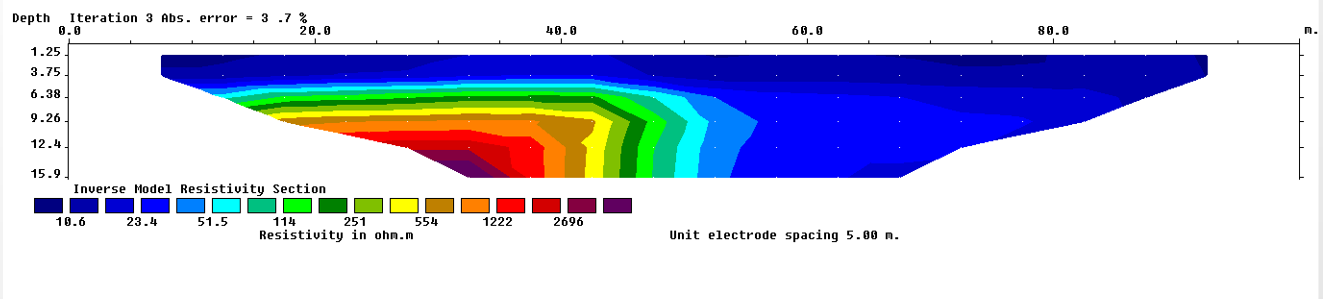 Depth Iteration 3 Abs. error = 3 .7 %
0.0 20.0 40.0 60.0 80.0 m.
1.25
3.75
6.38
9.26
12.4
15.9
Inverse Model Resistivity Section
10.6 23.4 51.5 114 251 554 1222 2696
Resistivity in ohm.m Unit electrode spacing 5.00 m.